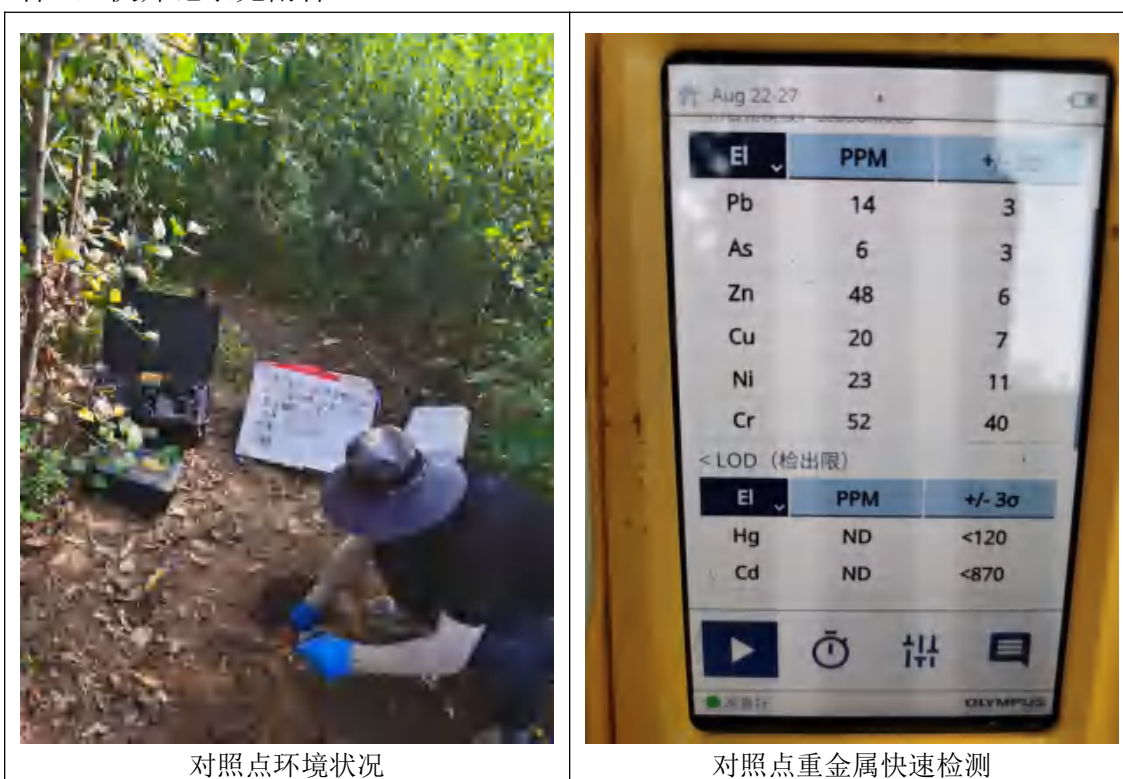 Aug 22-27
El PPM +/- 3σ
Pb 14 3
As 6 3
Zn 48 6
Cu 20 7
Ni 23 11
Cr 52 40
<LOD（检出限）
El PPM +/- 3σ
Hg ND <120
Cd ND <870
OLYMPUS
对照点环境状况
对照点重金属快速检测